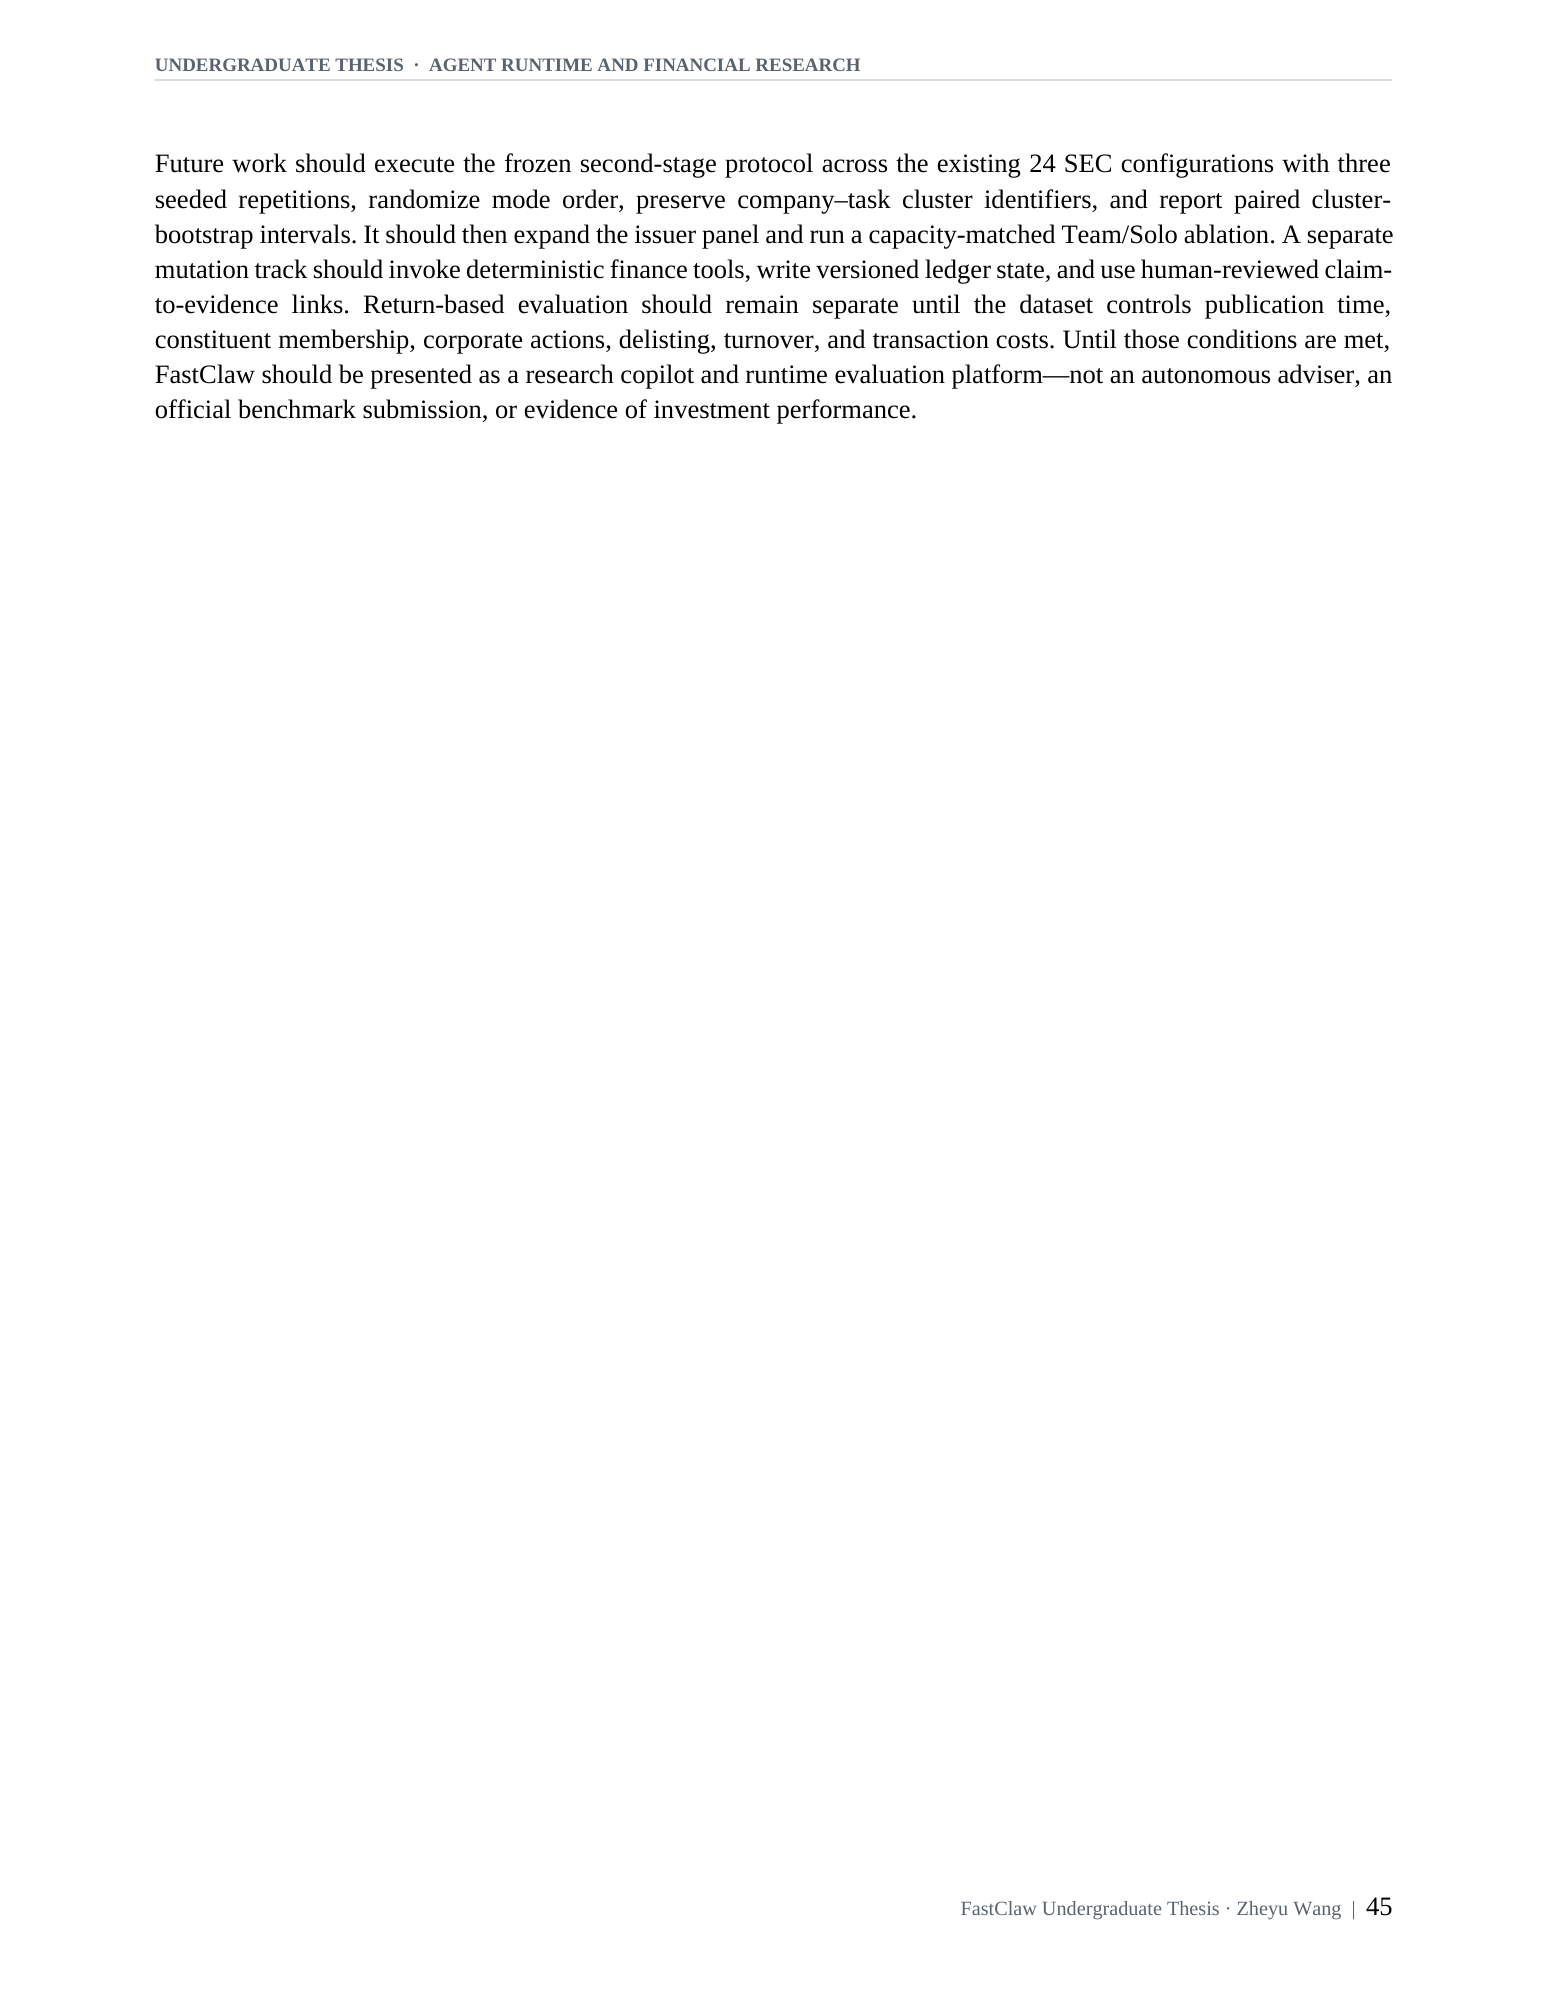 UNDERGRADUATE THESIS · AGENT RUNTIME AND FINANCIAL RESEARCH
Future work should execute the frozen second-stage protocol across the existing 24 SEC configurations with three
seeded repetitions, randomize mode order, preserve company–task cluster identifiers, and report paired cluster-
bootstrap intervals. It should then expand the issuer panel and run a capacity-matched Team/Solo ablation. A separate
mutation track should invoke deterministic finance tools, write versioned ledger state, and use human-reviewed claim-
to-evidence links. Return-based evaluation should remain separate until the dataset controls publication time,
constituent membership, corporate actions, delisting, turnover, and transaction costs. Until those conditions are met,
FastClaw should be presented as a research copilot and runtime evaluation platform—not an autonomous adviser, an
official benchmark submission, or evidence of investment performance.
FastClaw Undergraduate Thesis · Zheyu Wang | 45